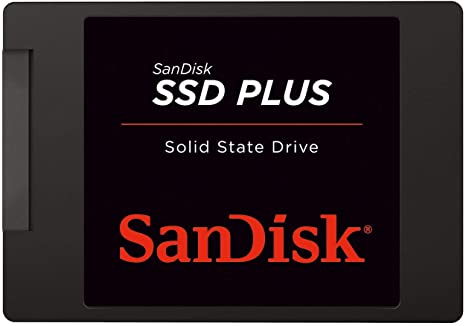 SanDisk
SSD PLUS
Solid State Drive
SanDisk®